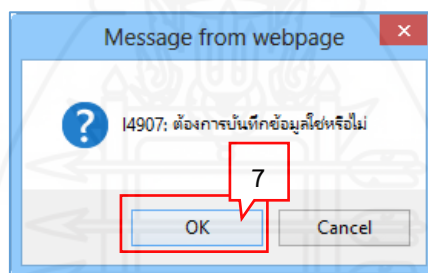 Message from webpage
I4907: ต้องการบันทึกข้อมูลใช่หรือไม่
7
OK
Cancel